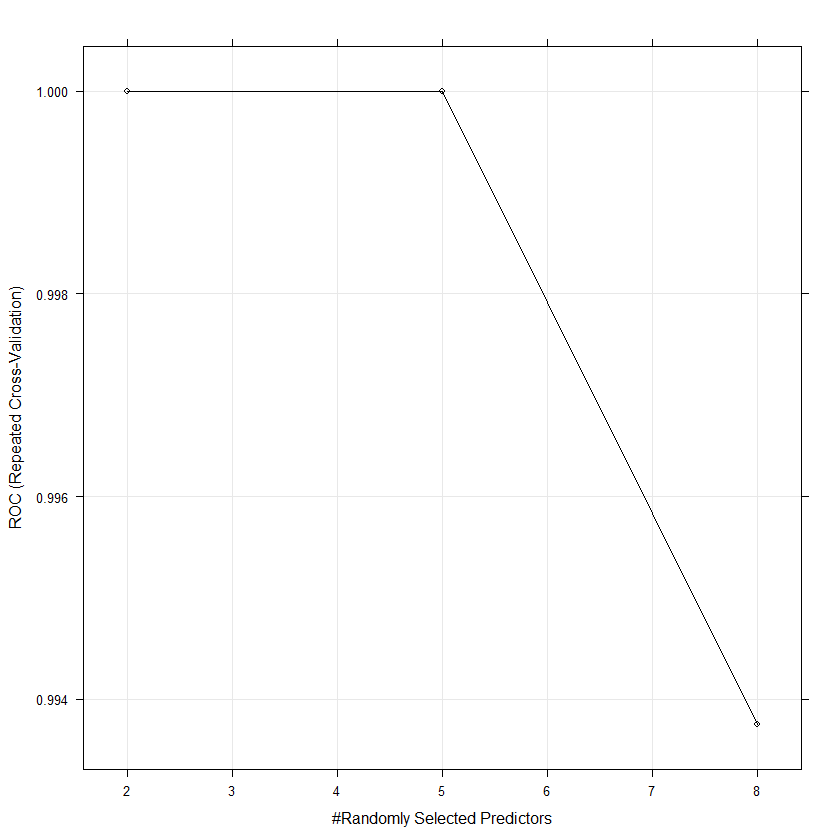 1.000
0.998
0.996
0.994
ROC (Repeated Cross-Validation)
2 3 4 5 6 7 8
#Randomly Selected Predictors